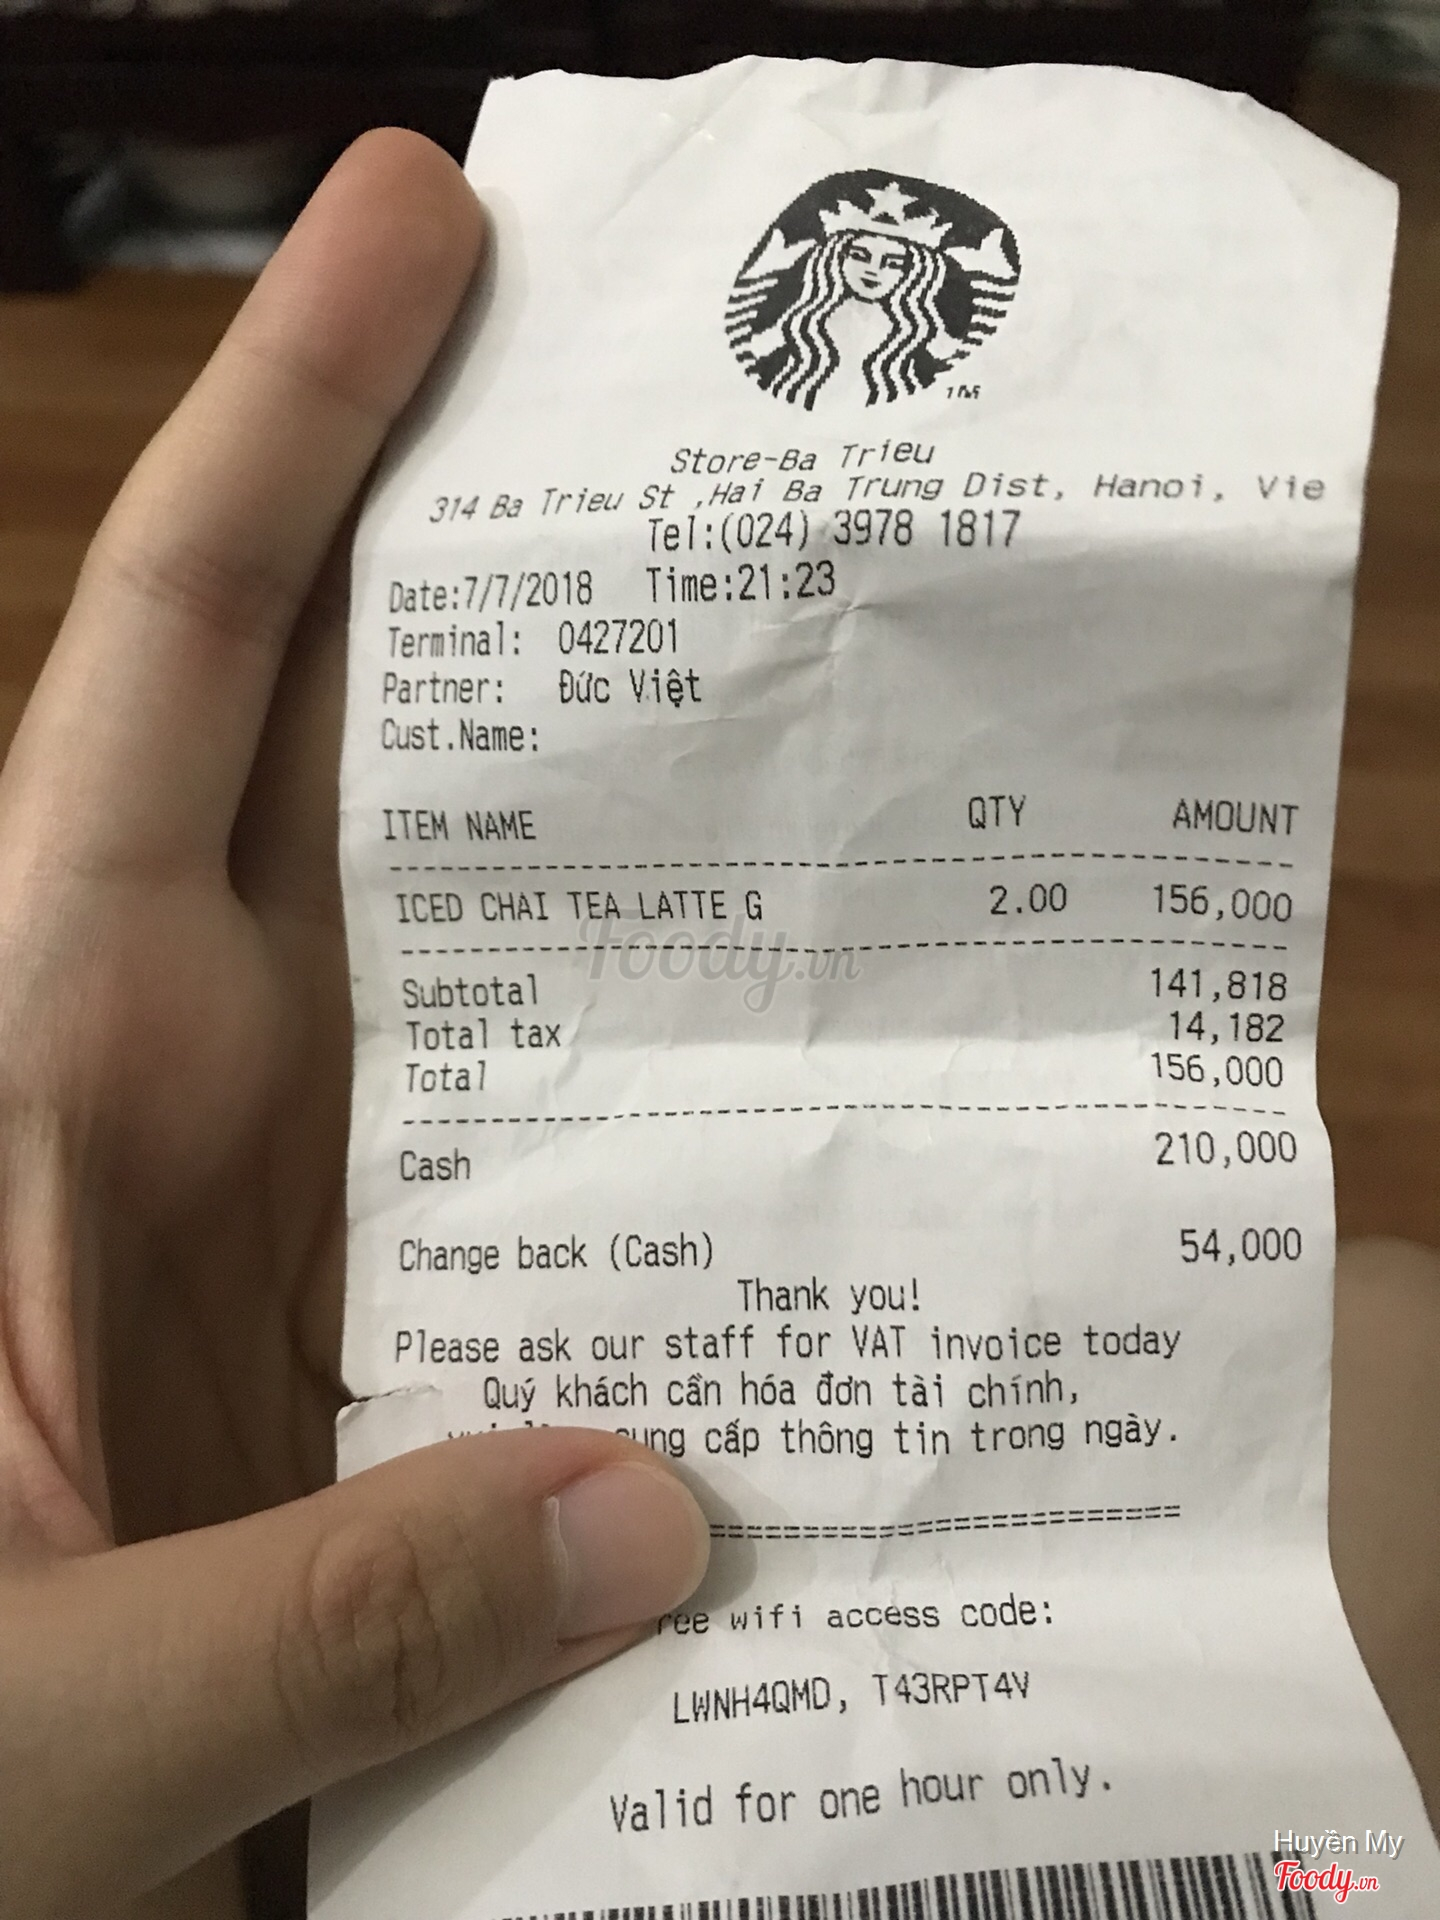 Store-Ba Trieu
314 Ba Trieu St ,Hai Ba Trung Dist, Hanoi, Vie
Tel:(024) 3978 1817
Date:7/7/2018 Time:21:23
Terminal: 0427201
Partner: Đức Việt
Cust.Name:
ITEM NAME QTY AMOUNT
ICED CHAI TEA LATTE G 2.00 156,000
Foody.vn
Subtotal 141,818
Total tax 14,182
Total 156,000
Cash 210,000
Change back (Cash) 54,000
Thank you!
Please ask our staff for VAT invoice today
Quý khách cần hóa đơn tài chính,
cung cấp thông tin trong ngày.
wifi access code:
LWNH4QMD, T43RPT4V
Valid for one hour only.
Huyền My
Foody.vn